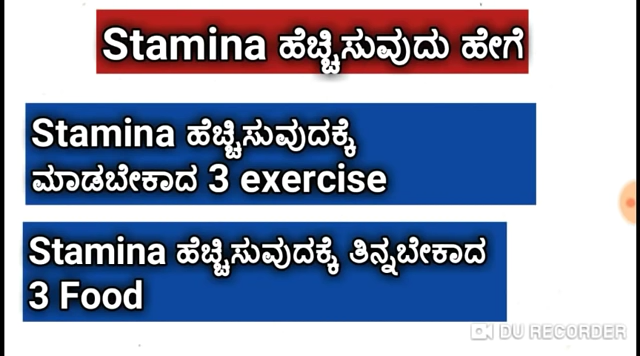 Stamina ಹೆಚ್ಚಿಸುವುದು ಹೇಗೆ
Stamina ಹೆಚ್ಚಿಸುವುದಕ್ಕೆ
ಮಾಡಬೇಕಾದ 3 exercise
Stamina ಹೆಚ್ಚಿಸುವುದಕ್ಕೆ ತಿನ್ನಬೇಕಾದ
3 Food
DU RECORDER